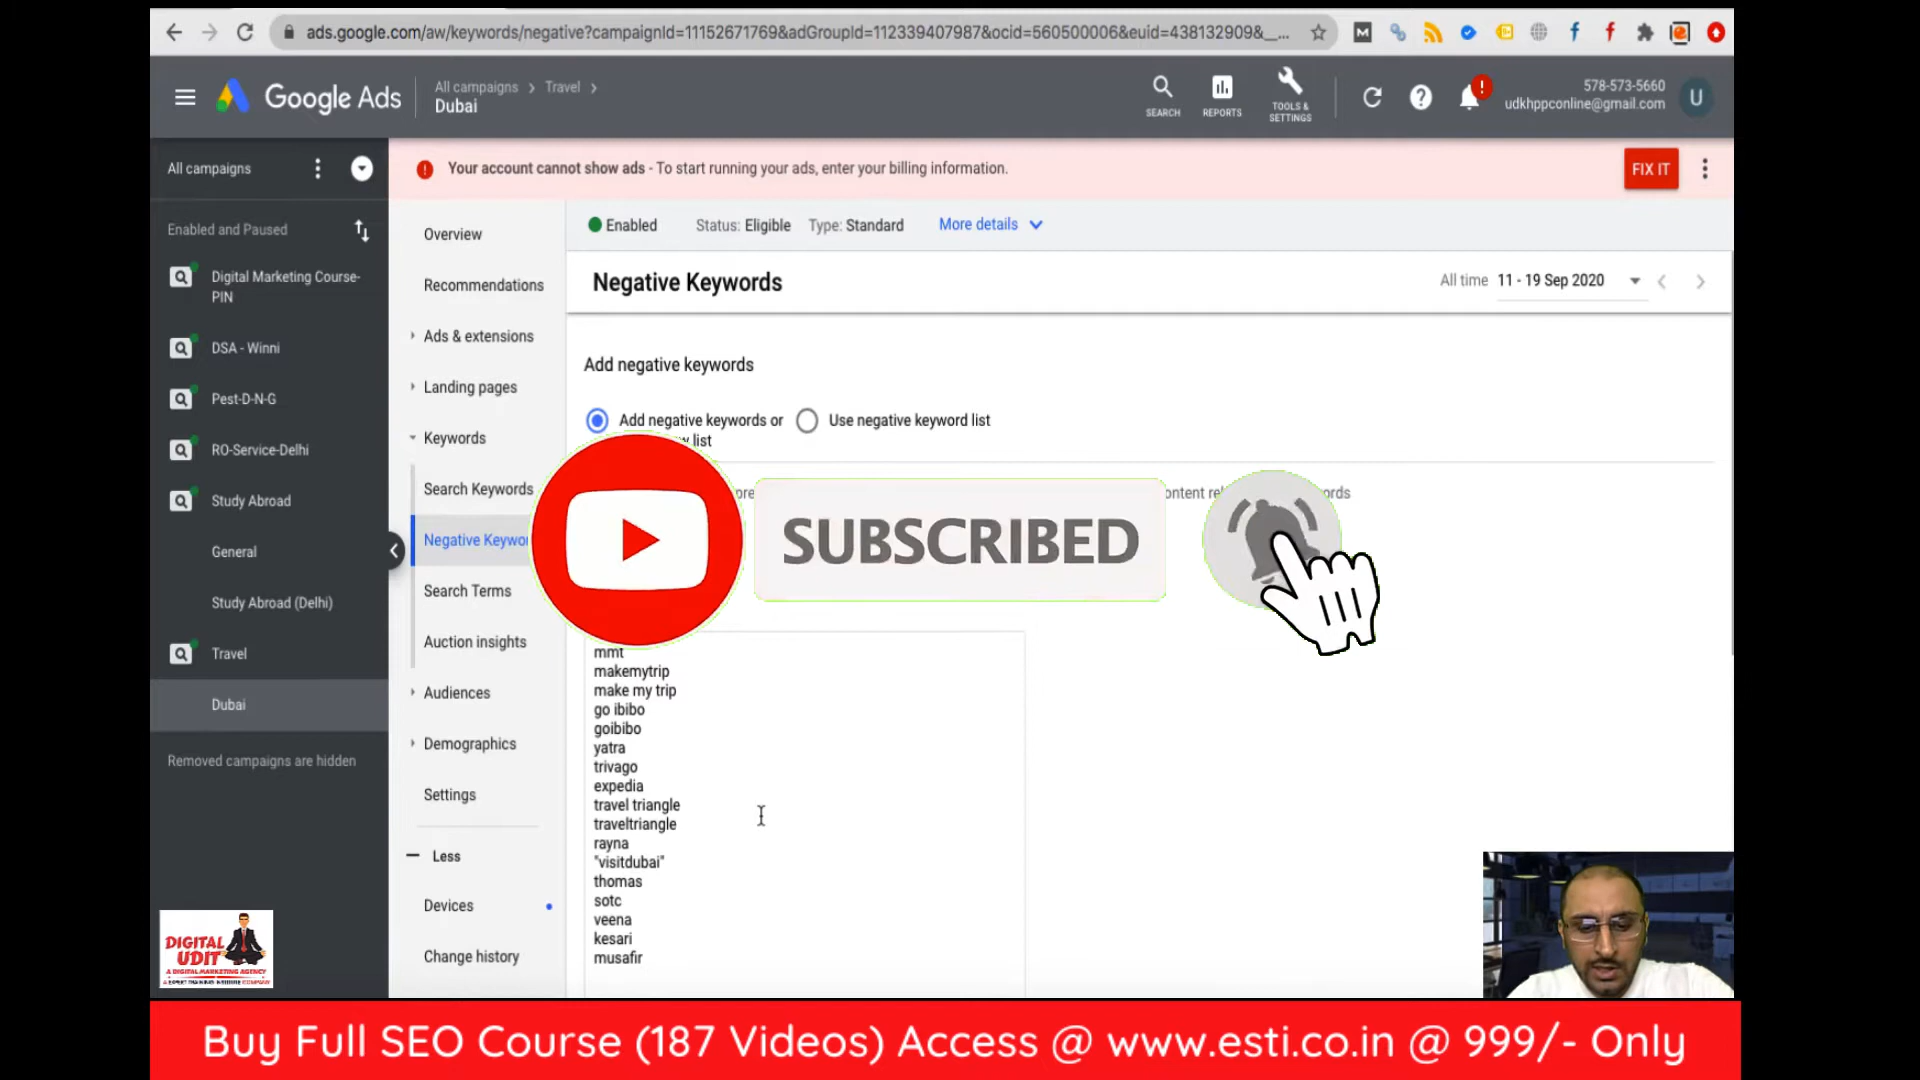 ads.google.com/aw/keywords/negative?campaignId=11152671769&adGroupId=112339407987&ocid=560500006&euid=438132909&__...
Google Ads
All campaigns > Travel >
Dubai
SEARCH
REPORTS
TOOLS &
SETTINGS
578-573-5660
udkhppconline@gmail.com
U
All campaigns
Your account cannot show ads - To start running your ads, enter your billing information.
FIX IT
Enabled and Paused
Digital Marketing Course-
PIN
DSA - Winni
Pest-D-N-G
RO-Service-Delhi
Study Abroad
General
Study Abroad (Delhi)
Travel
Dubai
Removed campaigns are hidden
Overview
Recommendations
Ads & extensions
Landing pages
Keywords
Search Keywords
Negative Keywor
Search Terms
Auction insights
Audiences
Demographics
Settings
Less
Devices
Change history
Enabled
Status: Eligible
Type: Standard
More details
Negative Keywords
All time 11 - 19 Sep 2020
Add negative keywords
Add negative keywords or
list
Use negative keyword list
SUBSCRIBED
mmt
makemytrip
make my trip
go ibibo
goibibo
yatra
trivago
expedia
travel triangle
traveltriangle
rayna
"visitdubai"
thomas
sotc
veena
kesari
musafir
DIGITAL
UDIT
A DIGITAL MARKETING AGENCY
Buy Full SEO Course (187 Videos) Access @ www.esti.co.in @ 999/- Only